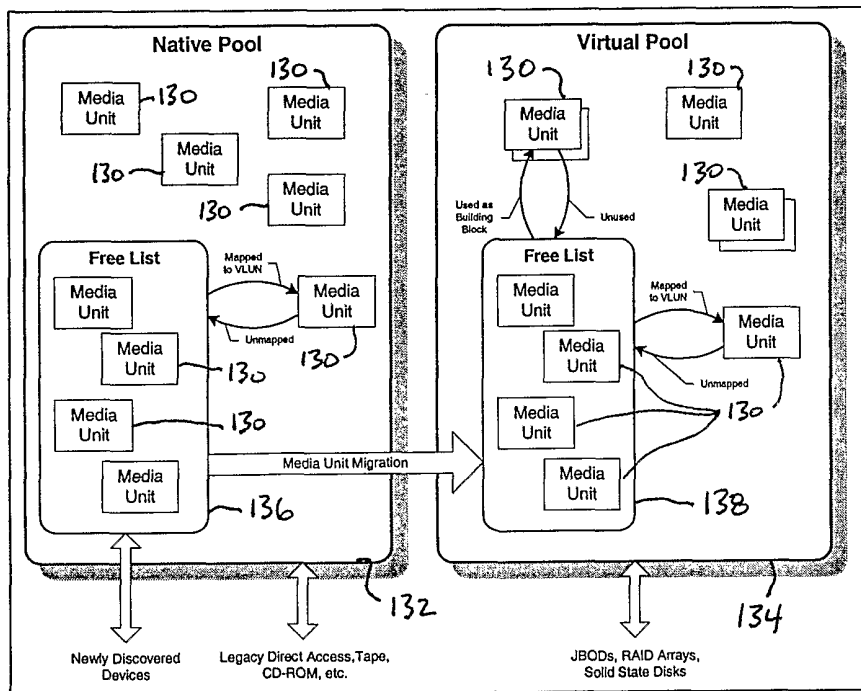 Native Pool
130
130
Media
Unit
Media
Unit
Media
Unit
130
Media
Unit
130
Free List
Media
Unit
Media
Unit
130
Media
Unit
130
Media
Unit
136
Mapped
to VLUN
Unmapped
Media
Unit
130
Media Unit Migration
132
Newly Discovered
Devices
Legacy Direct Access,Tape,
CD-ROM, etc.
Virtual Pool
130
Media
Unit
130
Media
Unit
130
Media
Unit
Used as
Building
Block
Unused
Free List
Media
Unit
Media
Unit
Media
Unit
Media
Unit
138
Mapped
to VLUN
Unmapped
Media
Unit
130
134
JBODs, RAID Arrays,
Solid State Disks